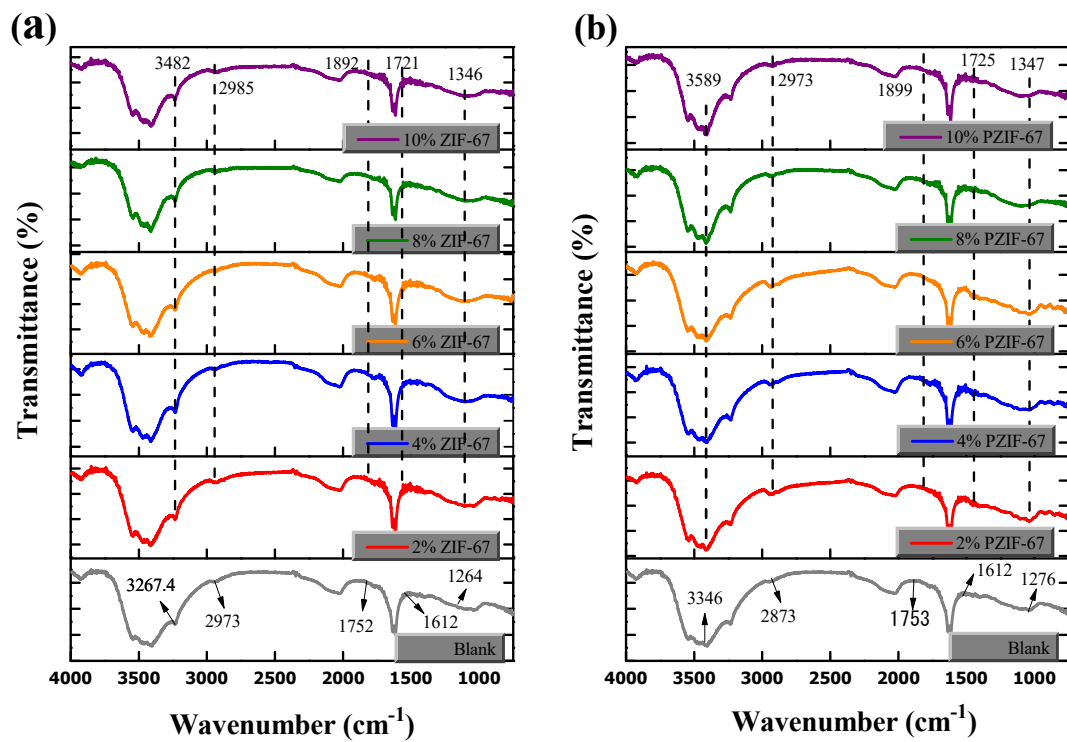 (a)
3482
1892
1721
1346
2985
10% ZIF-67
8% ZIF-67
6% ZIF-67
4% ZIF-67
2% ZIF-67
3267.4
2973
1752
1612
1264
Blank
4000 3500 3000 2500 2000 1500 1000
Wavenumber (cm-1)
Transmittance (%)
(b)
3589
2973
1899
1725
1347
10% PZIF-67
8% PZIF-67
6% PZIF-67
4% PZIF-67
2% PZIF-67
3346
2873
1753
1612
1276
Blank
4000 3500 3000 2500 2000 1500 1000
Wavenumber (cm-1)
Transmittance (%)